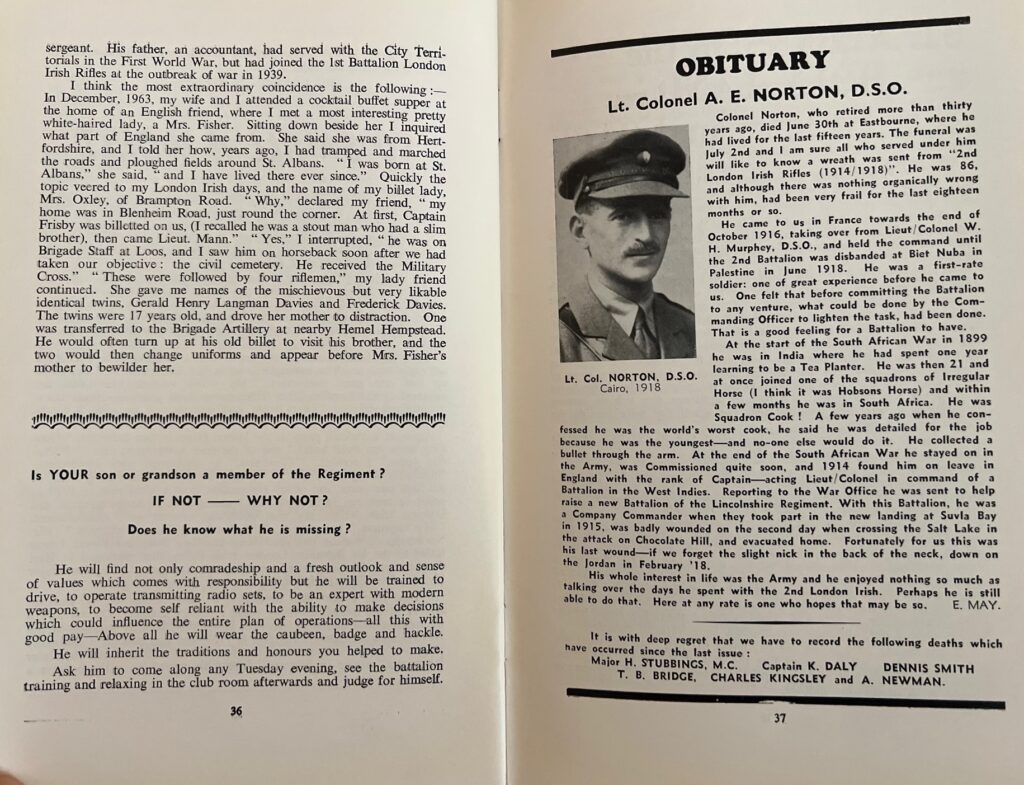 sergeant. His father, an accountant, had served with the City Terri-
torials in the First World War, but had joined the 1st Battalion London
Irish Rifles at the outbreak of war in 1939.
I think the most extraordinary coincidence is the following :—
In December, 1963, my wife and I attended a cocktail buffet supper at
the home of an English friend, where I met a most interesting pretty
white-haired lady, a Mrs. Fisher. Sitting down beside her I inquired
what part of England she came from. She said she was from Hert-
fordshire, and I told her how, years ago, I had tramped and marched
the roads and ploughed fields around St. Albans. “ I was born at St.
Albans,” she said, “ and I have lived there ever since.” Quickly the
topic veered to my London Irish days, and the name of my billet lady,
Mrs. Oxley, of Brampton Road. “ Why,” declared my friend, “ my
home was in Blenheim Road, just round the corner. At first, Captain
Frisby was billetted on us, (I recalled he was a stout man who had a slim
brother), then came Lieut. Mann.” “ Yes,” I interrupted, “ he was on
Brigade Staff at Loos, and I saw him on horseback soon after we had
taken our objective : the civil cemetery. He received the Military
Cross.” “ These were followed by four riflemen,” my lady friend
continued. She gave me names of the mischievous but very likable
identical twins, Gerald Henry Langman Davies and Frederick Davies.
The twins were 17 years old, and drove her mother to distraction. One
was transferred to the Brigade Artillery at nearby Hemel Hempstead.
He would often turn up at his old billet to visit his brother, and the
two would then change uniforms and appear before Mrs. Fisher's
mother to bewilder her.
Is YOUR son or grandson a member of the Regiment ?
IF NOT —— WHY NOT ?
Does he know what he is missing ?
He will find not only comradeship and a fresh outlook and sense
of values which comes with responsibility but he will be trained to
drive, to operate transmitting radio sets, to be an expert with modern
weapons, to become self reliant with the ability to make decisions
which could influence the entire plan of operations—all this with
good pay—Above all he will wear the caubeen, badge and hackle.
He will inherit the traditions and honours you helped to make.
Ask him to come along any Tuesday evening, see the battalion
training and relaxing in the club room afterwards and judge for himself.
36
OBITUARY
Lt. Colonel A. E. NORTON, D.S.O.
Colonel Norton, who retired more than thirty
years ago, died June 30th at Eastbourne, where he
had lived for the last fifteen years. The funeral was
July 2nd and I am sure all who served under him
will like to know a wreath was sent from “2nd
London Irish Rifles (1914/1918)”. He was 86,
and although there was nothing organically wrong
with him, had been very frail for the last eighteen
months or so.
He came to us in France towards the end of
October 1916, taking over from Lieut/Colonel W.
H. Murphey, D.S.O., and held the command until
the 2nd Battalion was disbanded at Biet Nuba in
Palestine in June 1918. He was a first-rate
soldier: one of great experience before he came to
us. One felt that before committing the Battalion
to any venture, what could be done by the Com-
manding Officer to lighten the task, had been done.
That is a good feeling for a Battalion to have.
At the start of the South African War in 1899
he was in India where he had spent one year
learning to be a Tea Planter. He was then 21 and
at once joined one of the squadrons of Irregular
Horse (I think it was Hobsons Horse) and within
a few months he was in South Africa. He was
Squadron Cook ! A few years ago when he con-
Lt. Col. NORTON, D.S.O.
Cairo, 1918
fessed he was the world's worst cook, he said he was detailed for the job
because he was the youngest—and no-one else would do it. He collected a
bullet through the arm. At the end of the South African War he stayed on in
the Army, was Commissioned quite soon, and 1914 found him on leave in
England with the rank of Captain—acting Lieut/Colonel in command of a
Battalion in the West Indies. Reporting to the War Office he was sent to help
raise a new Battalion of the Lincolnshire Regiment. With this Battalion, he was
a Company Commander when they took part in the new landing at Suvla Bay
in 1915, was badly wounded on the second day when crossing the Salt Lake in
the attack on Chocolate Hill, and evacuated home. Fortunately for us this was
his last wound—if we forget the slight nick in the back of the neck, down on
the Jordan in February '18.
His whole interest in life was the Army and he enjoyed nothing so much as
talking over the days he spent with the 2nd London Irish. Perhaps he is still
able to do that. Here at any rate is one who hopes that may be so. E. MAY.
It is with deep regret that we have to record the following deaths which
have occurred since the last issue :
Major H. STUBBINGS, M.C. Captain K. DALY DENNIS SMITH
T. B. BRIDGE, CHARLES KINGSLEY and A. NEWMAN.
37